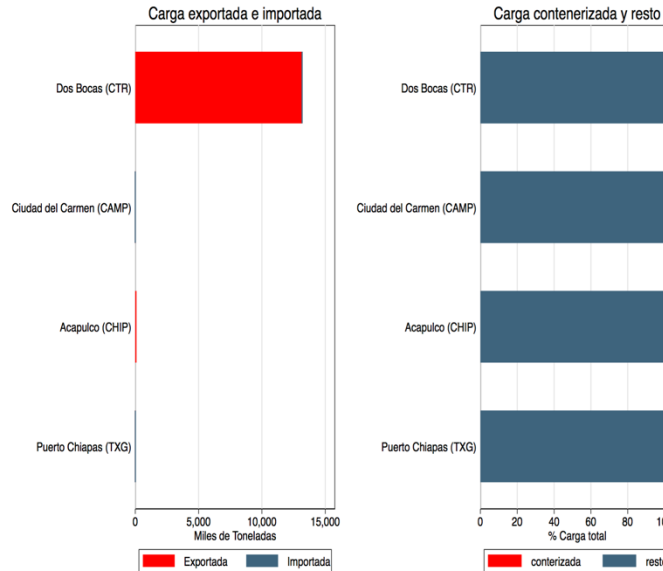 Carga exportada e importada
Dos Bocas (CTR)
Ciudad del Carmen (CAMP)
Acapulco (CHIP)
Puerto Chiapas (TXG)
0 5,000 10,000 15,000
Miles de Toneladas
Exportada Importada
Carga contenerizada y resto
Dos Bocas (CTR)
Ciudad del Carmen (CAMP)
Acapulco (CHIP)
Puerto Chiapas (TXG)
0 20 40 60 80
% Carga total
conterizada resto